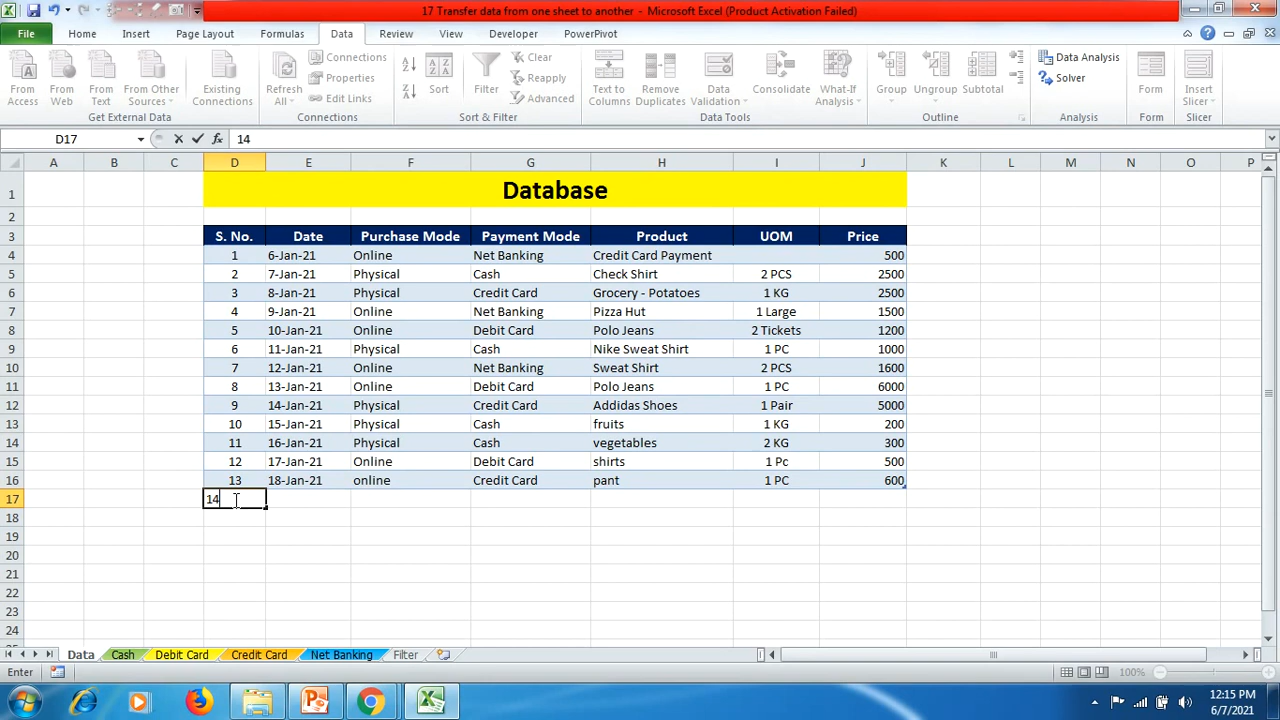 17 Transfer data from one sheet to another - Microsoft Excel (Product Activation Failed)
File Home Insert Page Layout Formulas Data Review View Developer PowerPivot
From Access From Web From Text From Other Sources Existing Connections Refresh All Connections Properties Edit Links Sort Filter Clear Reapply Advanced Text to Columns Remove Duplicates Data Validation Consolidate What-If Analysis Group Ungroup Subtotal Data Analysis Solver Form Insert Slicer
Get External Data Connections Sort & Filter Data Tools Outline Analysis Form Slicer
D17 fx 14
A B C D E F G H I J K L M N O P
1 Database
2
3 S. No. Date Purchase Mode Payment Mode Product UOM Price
4 1 6-Jan-21 Online Net Banking Credit Card Payment 500
5 2 7-Jan-21 Physical Cash Check Shirt 2 PCS 2500
6 3 8-Jan-21 Physical Credit Card Grocery - Potatoes 1 KG 2500
7 4 9-Jan-21 Online Net Banking Pizza Hut 1 Large 1500
8 5 10-Jan-21 Online Debit Card Polo Jeans 2 Tickets 1200
9 6 11-Jan-21 Physical Cash Nike Sweat Shirt 1 PC 1000
10 7 12-Jan-21 Online Net Banking Sweat Shirt 2 PCS 1600
11 8 13-Jan-21 Online Debit Card Polo Jeans 1 PC 6000
12 9 14-Jan-21 Physical Credit Card Addidas Shoes 1 Pair 5000
13 10 15-Jan-21 Physical Cash fruits 1 KG 200
14 11 16-Jan-21 Physical Cash vegetables 2 KG 300
15 12 17-Jan-21 Online Debit Card shirts 1 Pc 500
16 13 18-Jan-21 online Credit Card pant 1 PC 600
17 14
18
19
20
21
22
23
24
Data Cash Debit Card Credit Card Net Banking Filter
Enter 100%
12:15 PM
6/7/2021